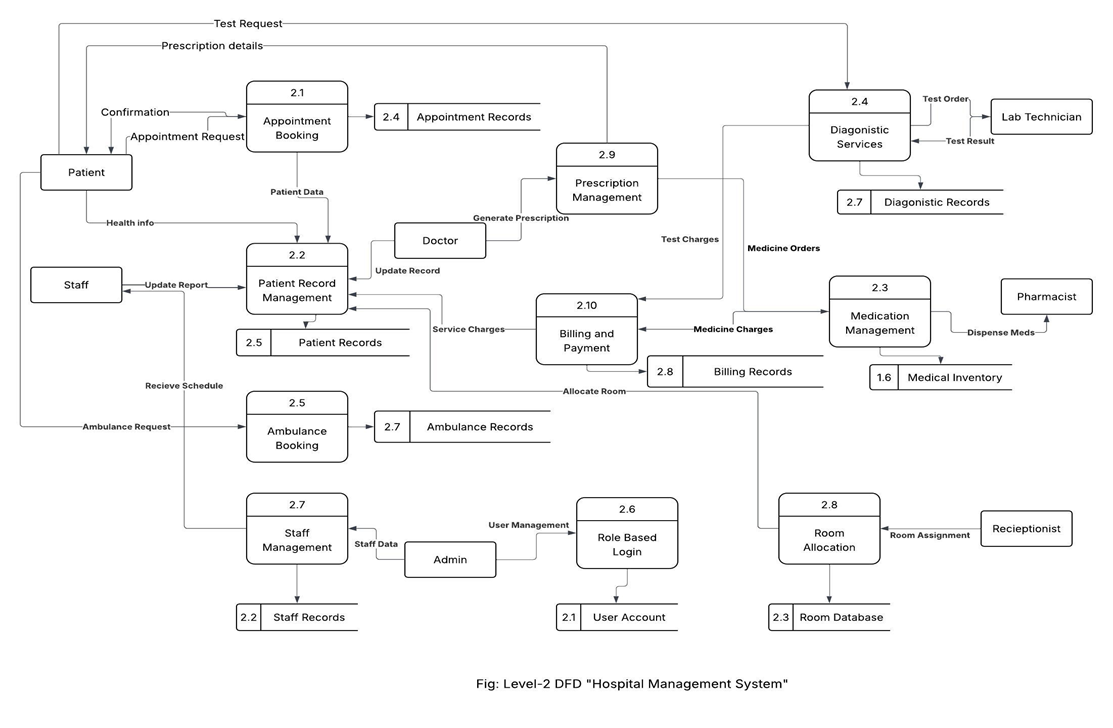 Test Request
Prescription details
2.1
Appointment
Booking
Confirmation
Appointment Request
2.4 Appointment Records
2.4
Diagonistic
Services
Test Order
Lab Technician
Test Result
2.9
Prescription
Management
Patient
Patient Data
2.7 Diagonistic Records
Generate Prescription
Health info
Doctor
Test Charges
Medicine Orders
2.2
Patient Record
Management
Update Record
Staff
Update Report
2.3
Medication
Management
Pharmacist
2.10
Billing and
Payment
Service Charges
Medicine Charges
Dispense Meds
2.5 Patient Records
2.8 Billing Records
1.6 Medical Inventory
Recieve Schedule
Allocate Room
2.5
Ambulance
Booking
Ambulance Request
2.7 Ambulance Records
2.7
Staff
Management
User Management
2.6
Role Based
Login
2.8
Room
Allocation
Recieptionist
Room Assignment
Staff Data
Admin
2.2 Staff Records
2.1 User Account
2.3 Room Database
Fig: Level-2 DFD "Hospital Management System"